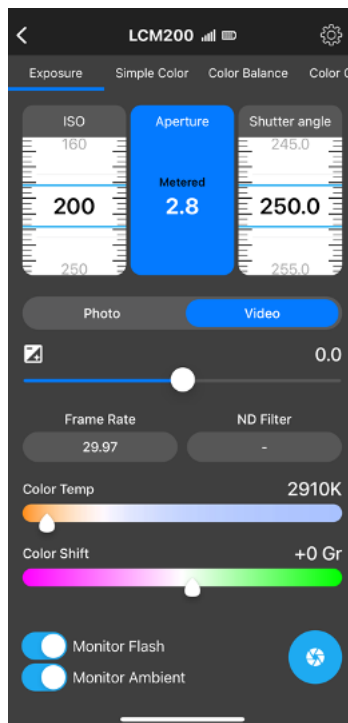 LCM200
Exposure Simple Color Color Balance Color
ISO Aperture Shutter angle
160 245.0
Metered
200 2.8 250.0
250 255.0
Photo Video
0.0
Frame Rate ND Filter
29.97 -
Color Temp 2910K
Color Shift +0 Gr
Monitor Flash
Monitor Ambient